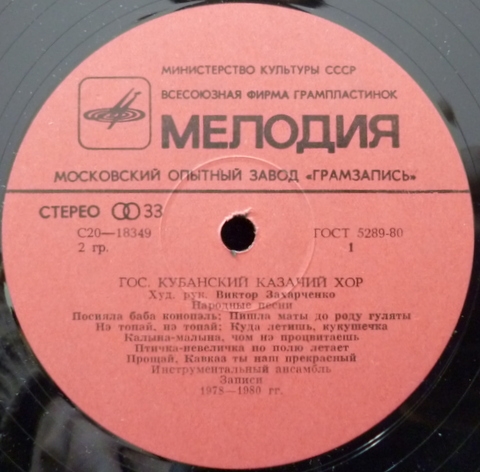 МИНИСТЕРСТВО КУЛЬТУРЫ СССР
ВСЕСОЮЗНАЯ ФИРМА ГРАМПЛАСТИНОК
МЕЛОДИЯ
МОСКОВСКИЙ ОПЫТНЫЙ ЗАВОД «ГРАМЗАПИСЬ»
СТЕРЕО 33
С20—18349 ГОСТ 5289-80
2 гр. 1
ГОС. КУБАНСКИЙ КАЗАЧИЙ ХОР
Худ. рук. Виктор Захарченко
Народные песни
Посияла баба конопэль; Пишла маты до роду гуляты
Нэ топай, нэ топай; Куда летишь, кукушечка
Калына-малына, чом нэ процвитаешь
Птичка-невеличка по полю летает
Прощай, Кавказ ты наш прекрасный
Инструментальный ансамбль
Записи
1978—1980 гг.